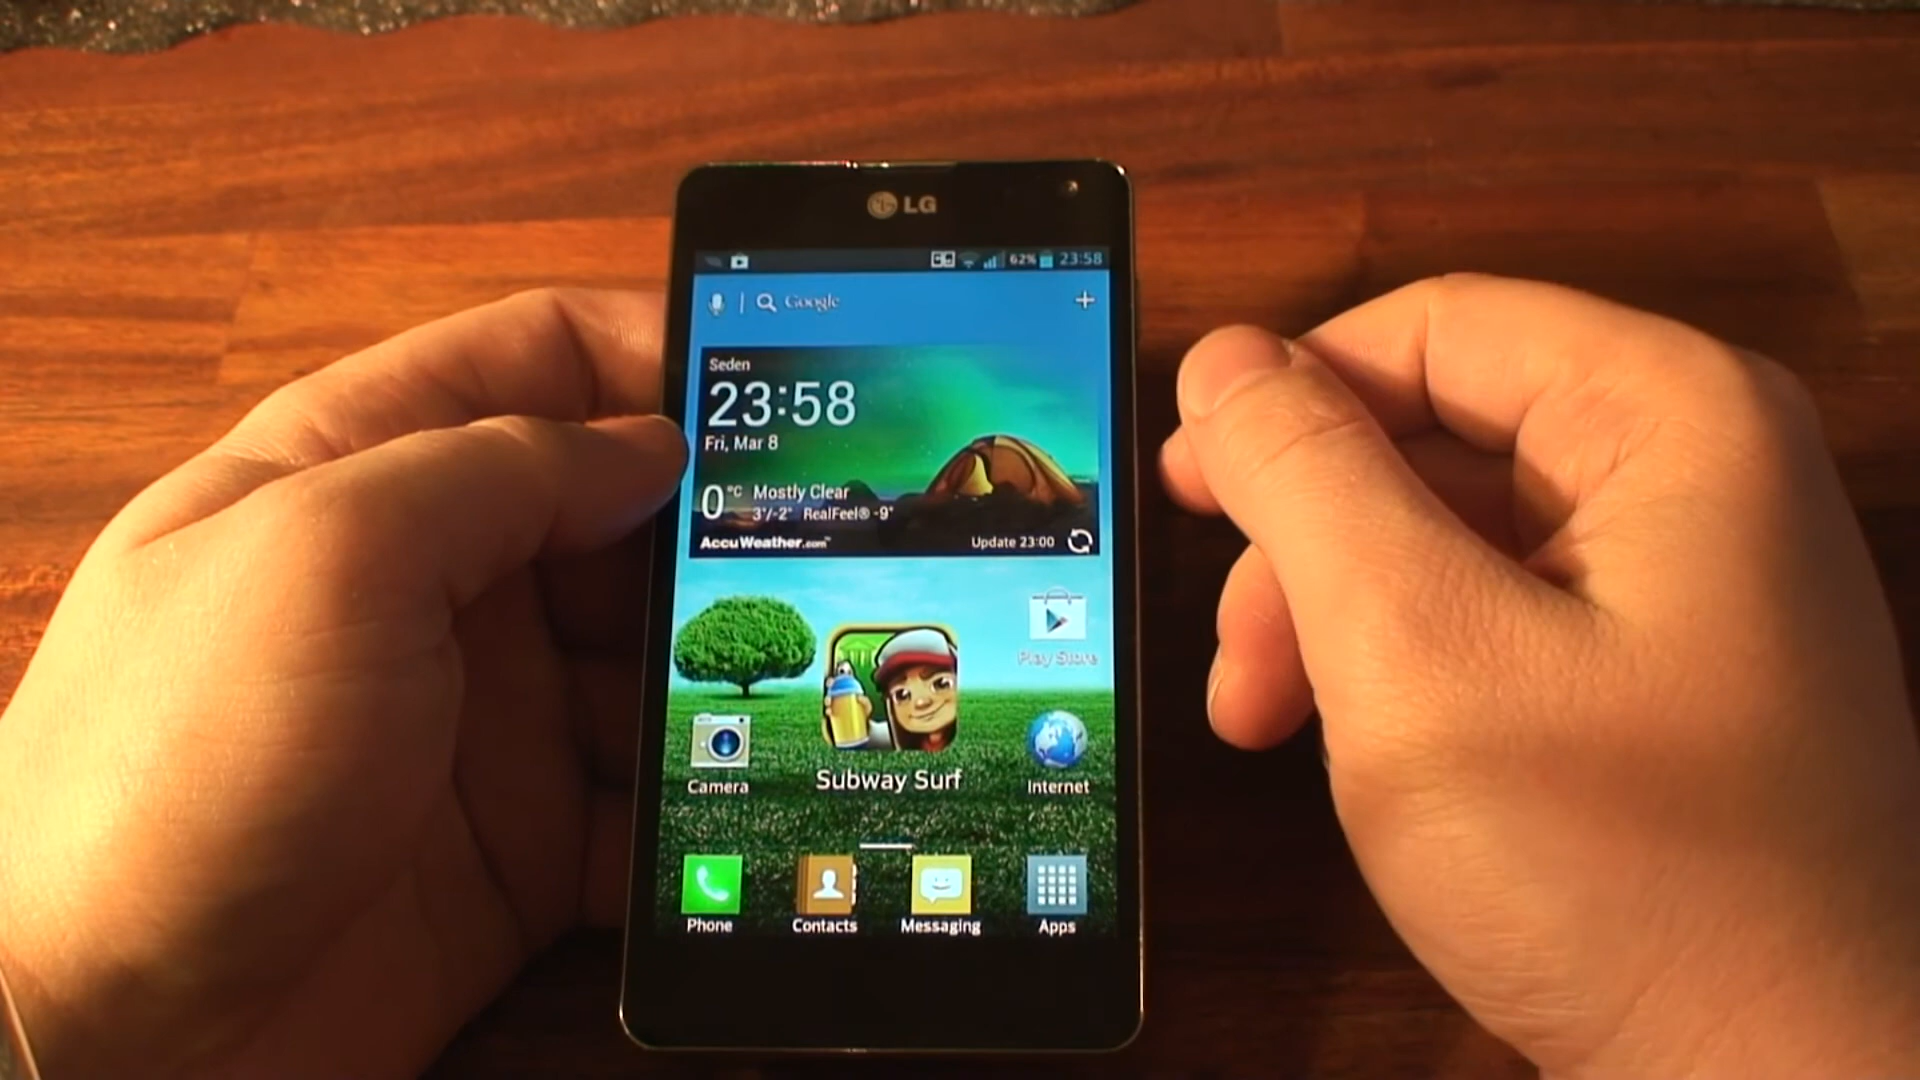 LG
62% 23:58
Google
Seden
23:58
Fri, Mar 8
0°C Mostly Clear
3°/-2° RealFeel® -9°
AccuWeather.com™ Update 23:00
Play Store
Camera
Subway Surf
Internet
Phone Contacts Messaging Apps